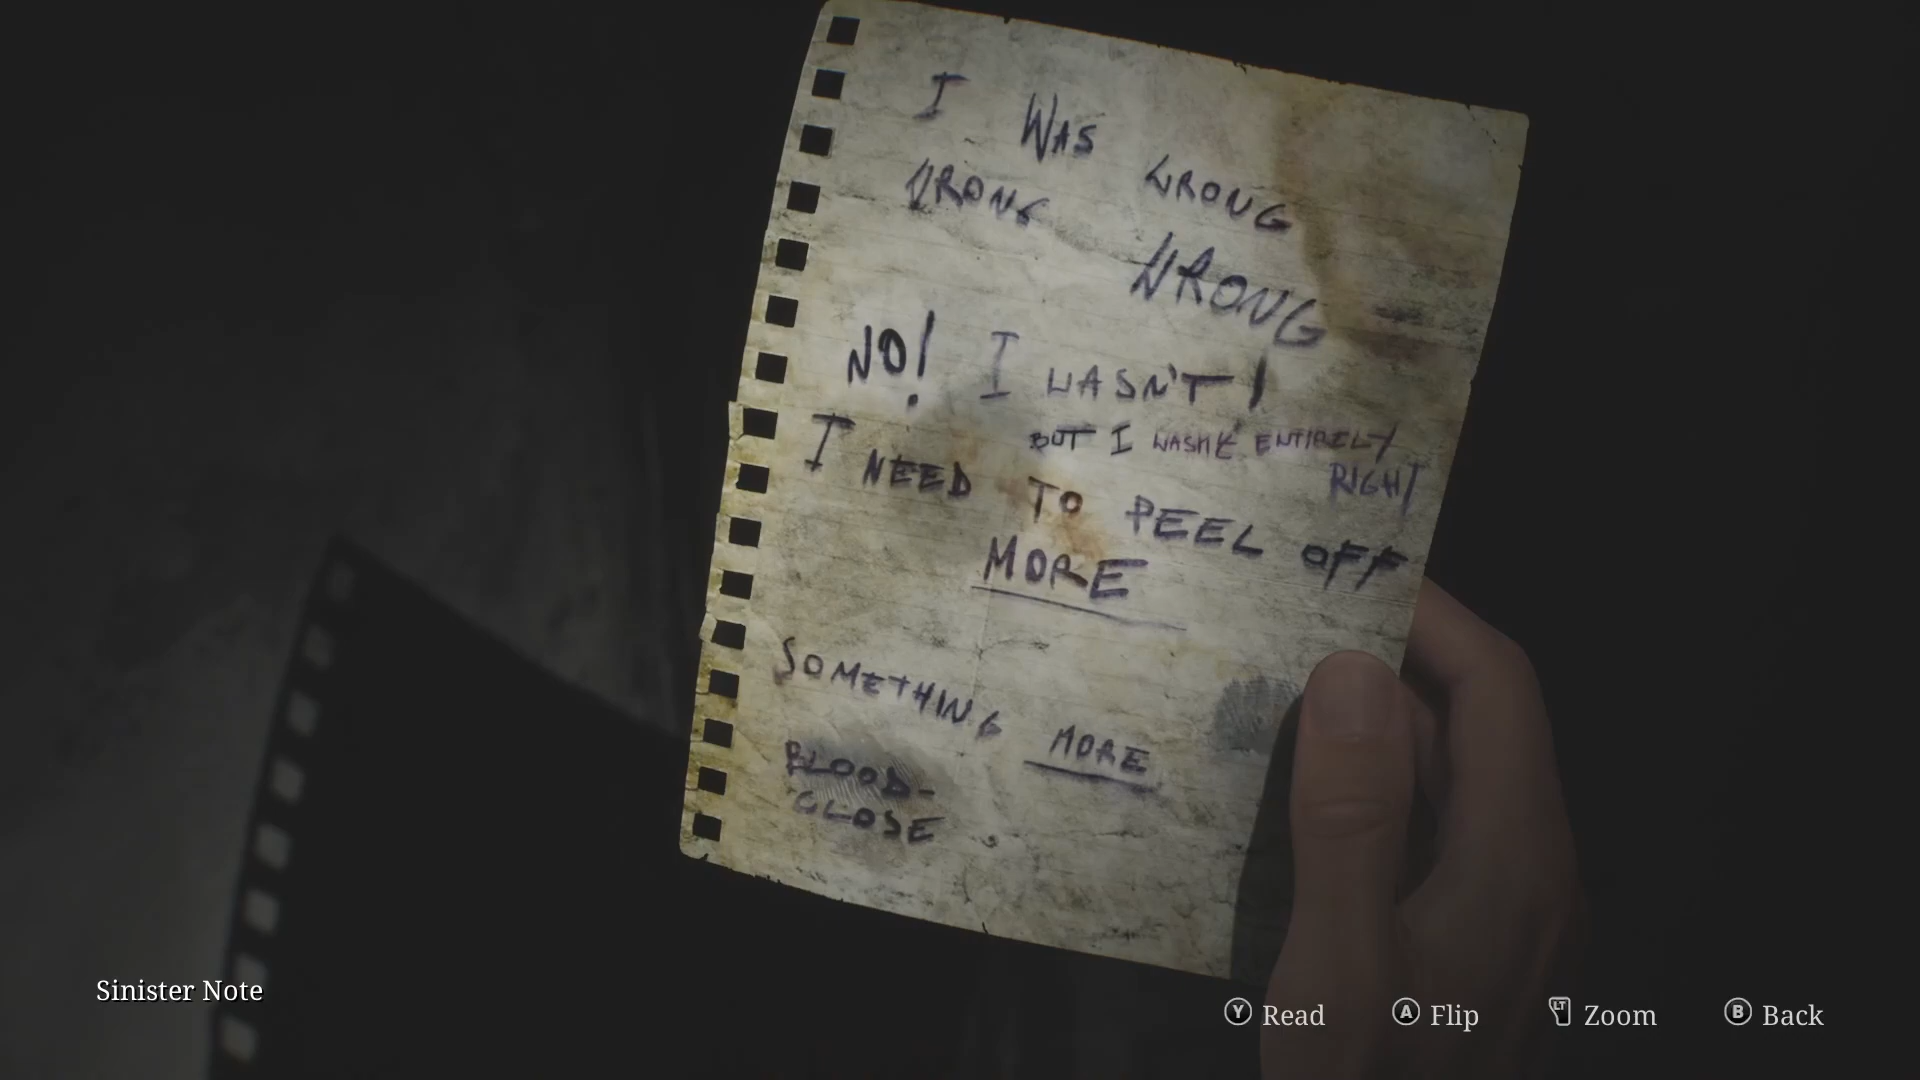 I WAS WRONG
WRONG
WRONG
NO! I WASN'T!
BUT I WASN'T ENTIRELY
RIGHT
I NEED TO PEEL OFF
MORE
SOMETHING MORE
BLOOD-
CLOSE
Sinister Note
Y Read A Flip LT Zoom B Back